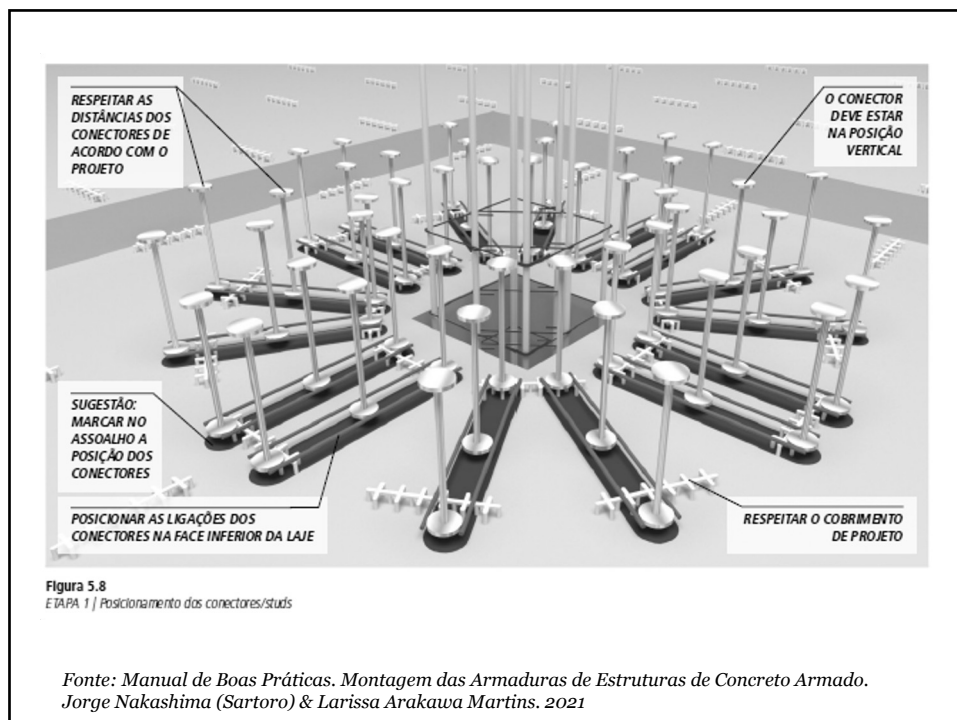 RESPEITAR AS
DISTÂNCIAS DOS
CONECTORES DE
ACORDO COM O
PROJETO
O CONECTOR
DEVE ESTAR
NA POSIÇÃO
VERTICAL
SUGESTÃO:
MARCAR NO
ASSOALHO A
POSIÇÃO DOS
CONECTORES
POSICIONAR AS LIGAÇÕES DOS
CONECTORES NA FACE INFERIOR DA LAJE
RESPEITAR O COBRIMENTO
DE PROJETO
Figura 5.8
ETAPA 1 | Posicionamento dos conectores/studs
Fonte: Manual de Boas Práticas. Montagem das Armaduras de Estruturas de Concreto Armado.
Jorge Nakashima (Sartoro) & Larissa Arakawa Martins. 2021